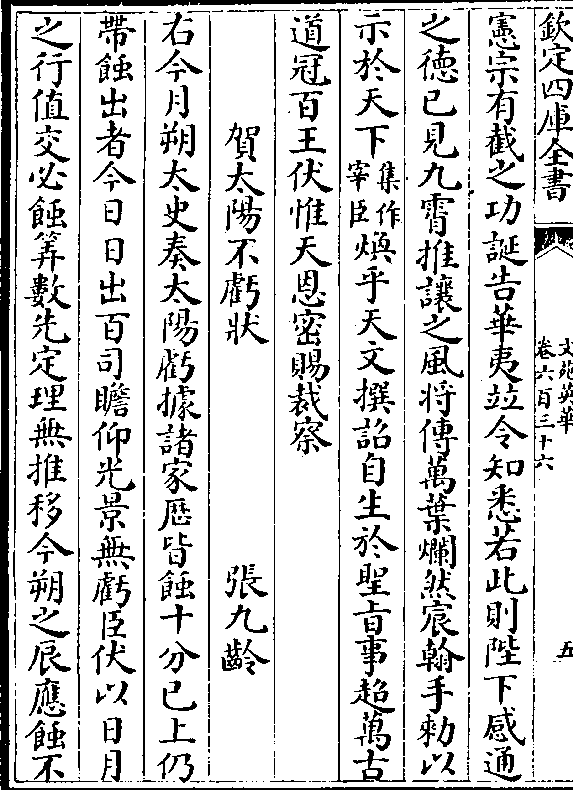 欽定四庫全書
文苑英華
卷六百三十六
五
憲宗有截之功誕告華夷竝令知悉若此則陛下感通
之德已見九霄推讓之風將傳萬葉爛然宸翰手勅以
示於天下集作宰臣煥乎天文撰詔自生於聖旨事超萬古
道冠百王伏惟天恩密賜裁察
賀太陽不虧狀 張九齡
右今月朔太史奏太陽虧據諸家厯皆蝕十分已上仍
帶蝕出者今日日出百司瞻仰光景無虧臣伏以日月
之行值交必蝕筭數先定理無推移今朔之辰應蝕不